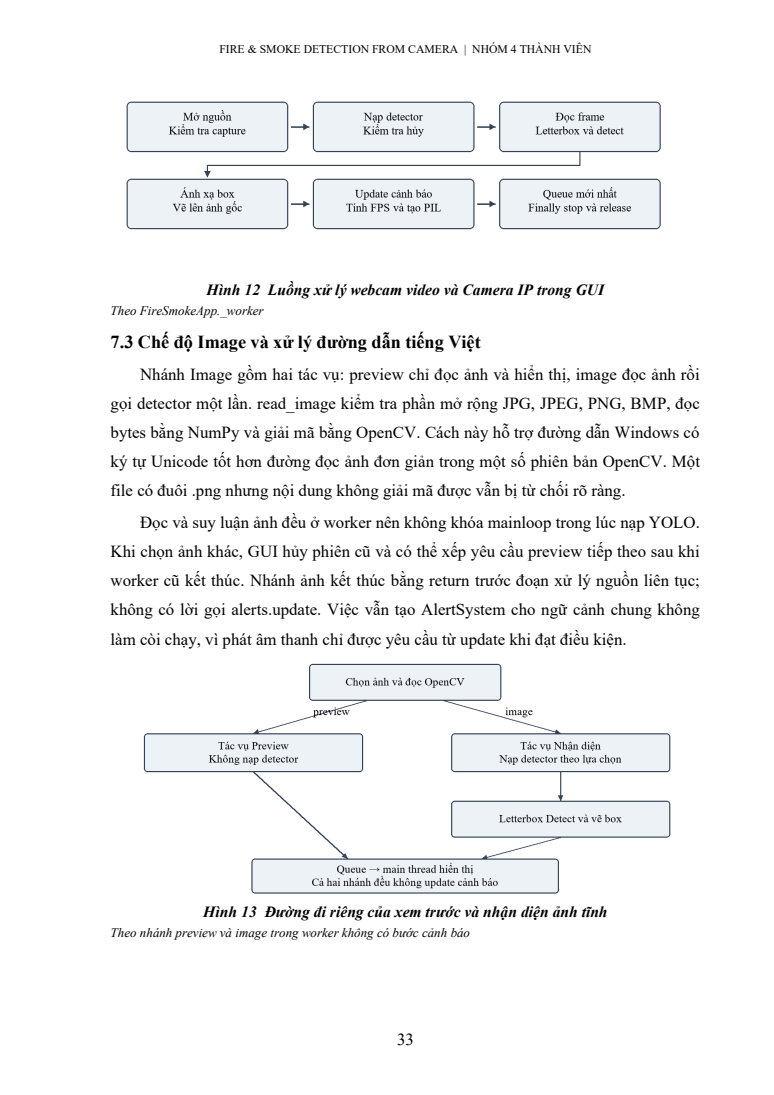 FIRE & SMOKE DETECTION FROM CAMERA | NHÓM 4 THÀNH VIÊN
Mở nguồn
Kiểm tra capture
Nạp detector
Kiểm tra hủy
Đọc frame
Letterbox và detect
Ánh xạ box
Vẽ lên ảnh gốc
Update cảnh báo
Tính FPS và tạo PIL
Queue mới nhất
Finally stop và release
Hình 12 Luồng xử lý webcam video và Camera IP trong GUI
Theo FireSmokeApp._worker
7.3 Chế độ Image và xử lý đường dẫn tiếng Việt
Nhánh Image gồm hai tác vụ: preview chỉ đọc ảnh và hiển thị, image đọc ảnh rồi
gọi detector một lần. read_image kiểm tra phần mở rộng JPG, JPEG, PNG, BMP, đọc
bytes bằng NumPy và giải mã bằng OpenCV. Cách này hỗ trợ đường dẫn Windows có
ký tự Unicode tốt hơn đường đọc ảnh đơn giản trong một số phiên bản OpenCV. Một
file có đuôi .png nhưng nội dung không giải mã được vẫn bị từ chối rõ ràng.
Đọc và suy luận ảnh đều ở worker nên không khóa mainloop trong lúc nạp YOLO.
Khi chọn ảnh khác, GUI hủy phiên cũ và có thể xếp yêu cầu preview tiếp theo sau khi
worker cũ kết thúc. Nhánh ảnh kết thúc bằng return trước đoạn xử lý nguồn liên tục;
không có lời gọi alerts.update. Việc vẫn tạo AlertSystem cho ngữ cảnh chung không
làm còi chạy, vì phát âm thanh chỉ được yêu cầu từ update khi đạt điều kiện.
Chọn ảnh và đọc OpenCV
preview
image
Tác vụ Preview
Không nạp detector
Tác vụ Nhận diện
Nạp detector theo lựa chọn
Letterbox Detect và vẽ box
Queue → main thread hiển thị
Cả hai nhánh đều không update cảnh báo
Hình 13 Đường đi riêng của xem trước và nhận diện ảnh tĩnh
Theo nhánh preview và image trong worker không có bước cảnh báo
33